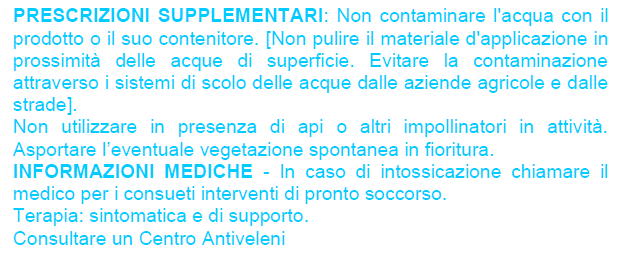 PRESCRIZIONI SUPPLEMENTARI: Non contaminare l'acqua con il
prodotto o il suo contenitore. [Non pulire il materiale d'applicazione in
prossimità delle acque di superficie. Evitare la contaminazione
attraverso i sistemi di scolo delle acque dalle aziende agricole e dalle
strade].
Non utilizzare in presenza di api o altri impollinatori in attività.
Asportare l’eventuale vegetazione spontanea in fioritura.
INFORMAZIONI MEDICHE - In caso di intossicazione chiamare il
medico per i consueti interventi di pronto soccorso.
Terapia: sintomatica e di supporto.
Consultare un Centro Antiveleni